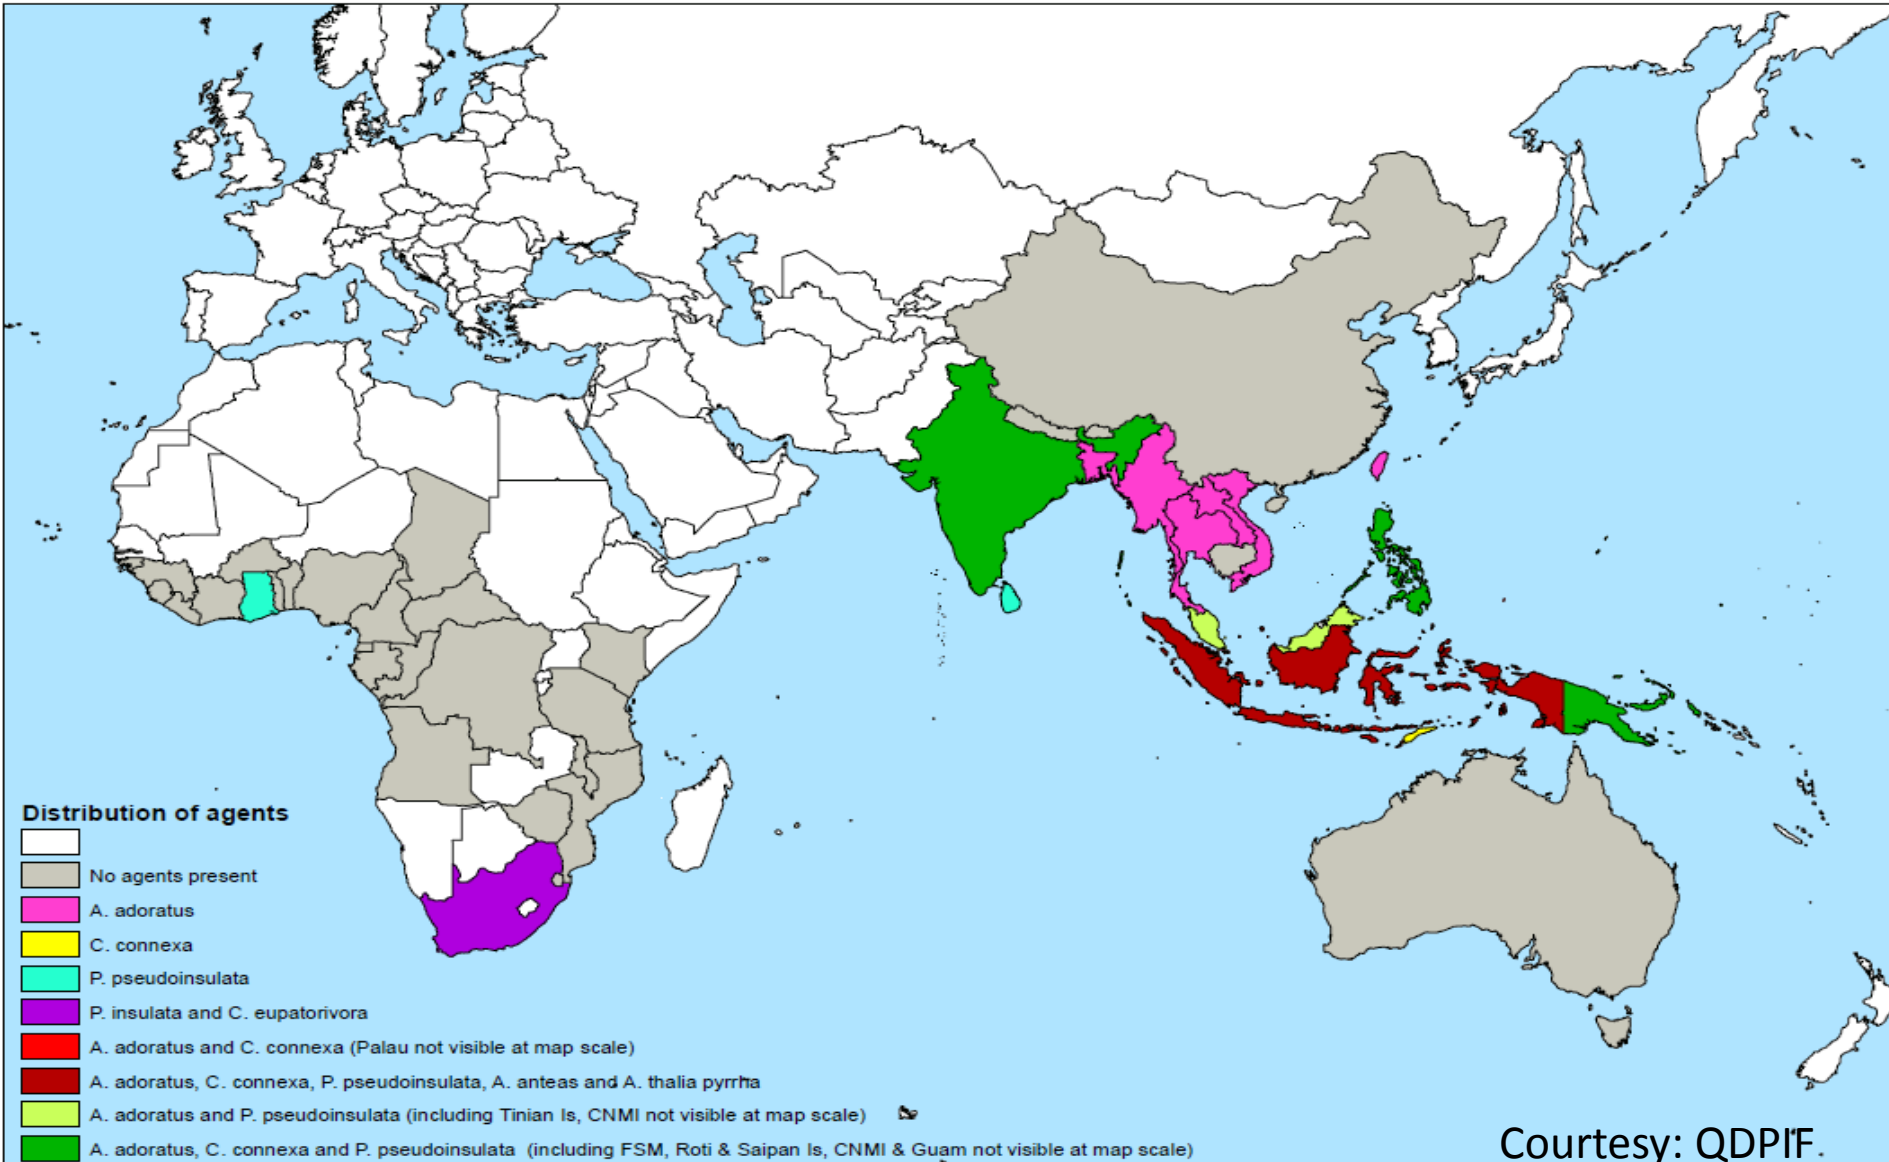 Distribution of agents
No agents present
A. adoratus
C. connexa
P. pseudoinsulata
P. insulata and C. eupatorivora
A. adoratus and C. connexa (Palau not visible at map scale)
A. adoratus, C. connexa, P. pseudoinsulata, A. anteas and A. thalia pyrrha
A. adoratus and P. pseudoinsulata (including Tinian Is, CNMI not visible at map scale)
A. adoratus, C. connexa and P. pseudoinsulata (including FSM, Roti & Saipan Is, CNMI & Guam not visible at map scale)
Courtesy: QDPIF